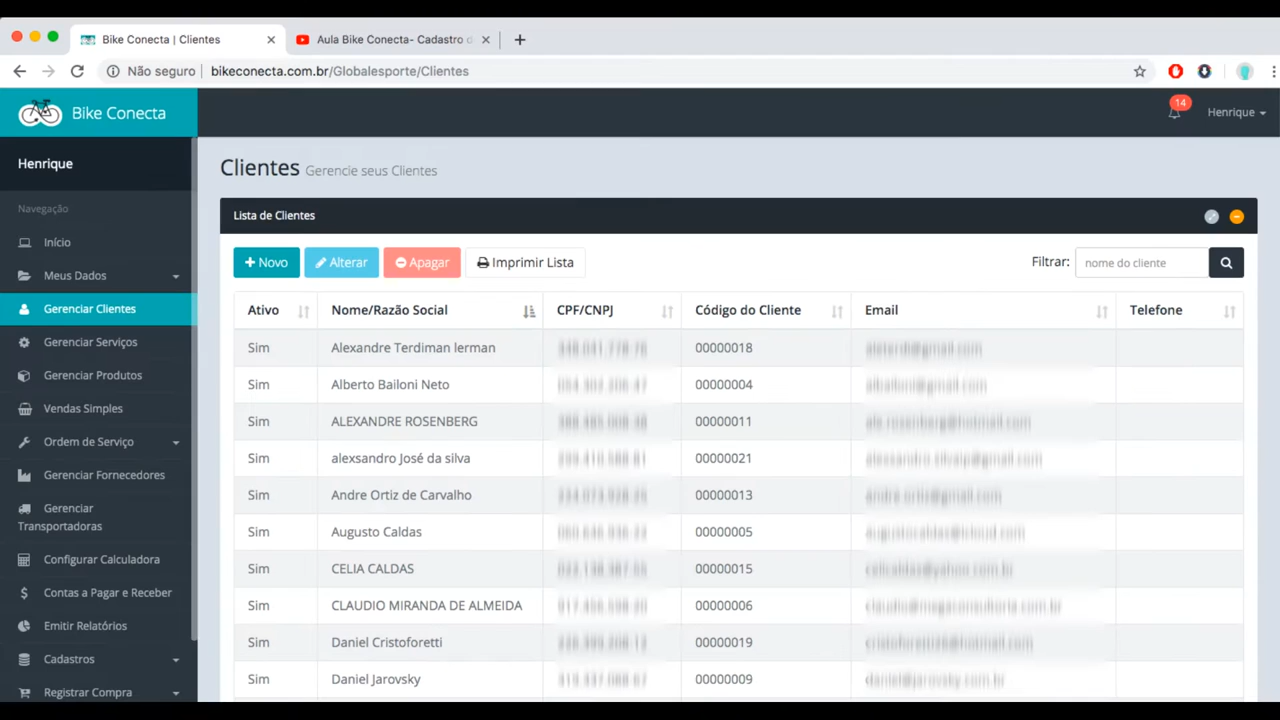 Bike Conecta | Clientes
Aula Bike Conecta- Cadastro
Não seguro
bikeconecta.com.br/Globalesporte/Clientes
Bike Conecta
14
Henrique
Henrique
Navegação
Início
Meus Dados
Gerenciar Clientes
Gerenciar Serviços
Gerenciar Produtos
Vendas Simples
Ordem de Serviço
Gerenciar Fornecedores
Gerenciar
Transportadoras
Configurar Calculadora
Contas a Pagar e Receber
Emitir Relatórios
Cadastros
Registrar Compra
Clientes Gerencie seus Clientes
Lista de Clientes
Novo Alterar Apagar Imprimir Lista Filtrar: nome do cliente
Ativo Nome/Razão Social CPF/CNPJ Código do Cliente Email Telefone
Sim Alexandre Terdiman Ierman 00000018
Sim Alberto Bailoni Neto 00000004
Sim ALEXANDRE ROSENBERG 00000011
Sim alexsandro José da silva 00000021
Sim Andre Ortiz de Carvalho 00000013
Sim Augusto Caldas 00000005
Sim CELIA CALDAS 00000015
Sim CLAUDIO MIRANDA DE ALMEIDA 00000006
Sim Daniel Cristoforetti 00000019
Sim Daniel Jarovsky 00000009